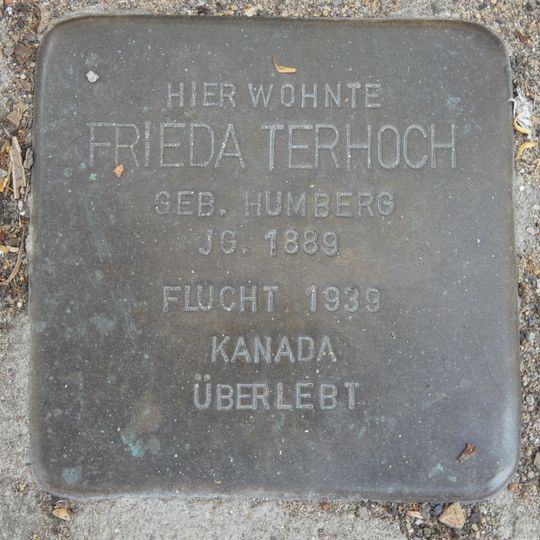 HIER WOHNTE
FRIEDA TERHOCH
GEB. HUMBERG
JG. 1889
FLUCHT 1939
KANADA
ÜBERLEBT